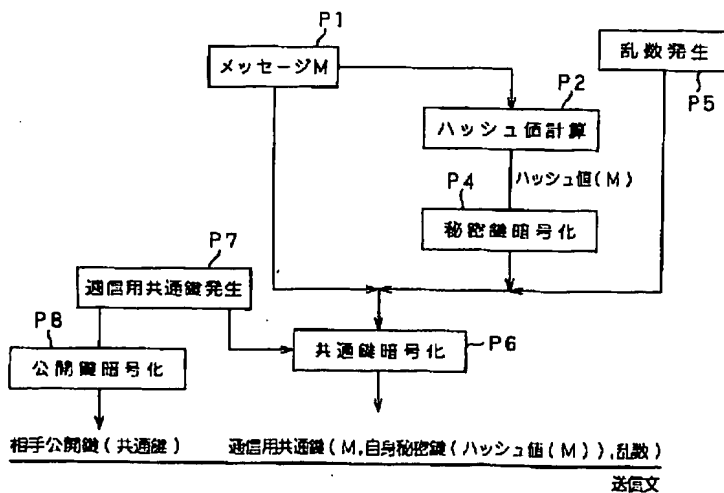 P1
メッセージM
乱数発生
P5
P2
ハッシュ値計算
ハッシュ値(M)
P4
秘密鍵暗号化
P7
通信用共通鍵発生
P8
公開鍵暗号化
共通鍵暗号化
P6
相手公開鍵(共通鍵) 通信用共通鍵(M,自身秘密鍵(ハッシュ値(M)),乱数)
送信文